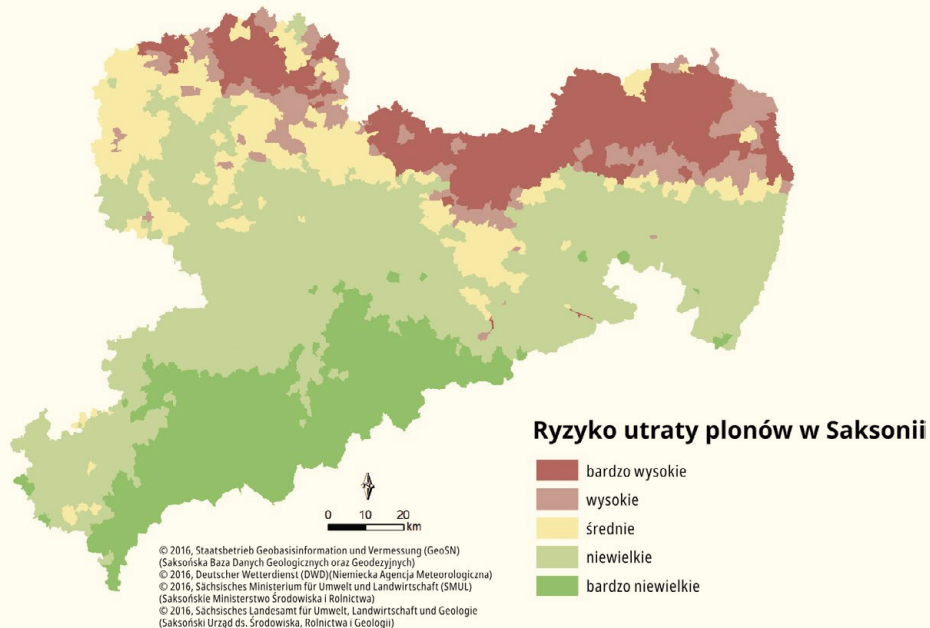 Ryzyko utraty plonów w Saksonii
bardzo wysokie
wysokie
średnie
niewielkie
bardzo niewielkie
0 10 20
km
© 2016, Staatsbetrieb Geobasisinformation und Vermessung (GeoSN)
(Saksońska Baza Danych Geologicznych oraz Geodezyjnych)
© 2016, Deutscher Wetterdienst (DWD)(Niemiecka Agencja Meteorologiczna)
© 2016, Sächsisches Ministerium für Umwelt und Landwirtschaft (SMUL)
(Saksońskie Ministerstwo Środowiska i Rolnictwa)
© 2016, Sächsisches Landesamt für Umwelt, Landwirtschaft und Geologie
(Saksoński Urząd ds. Środowiska, Rolnictwa i Geologii)